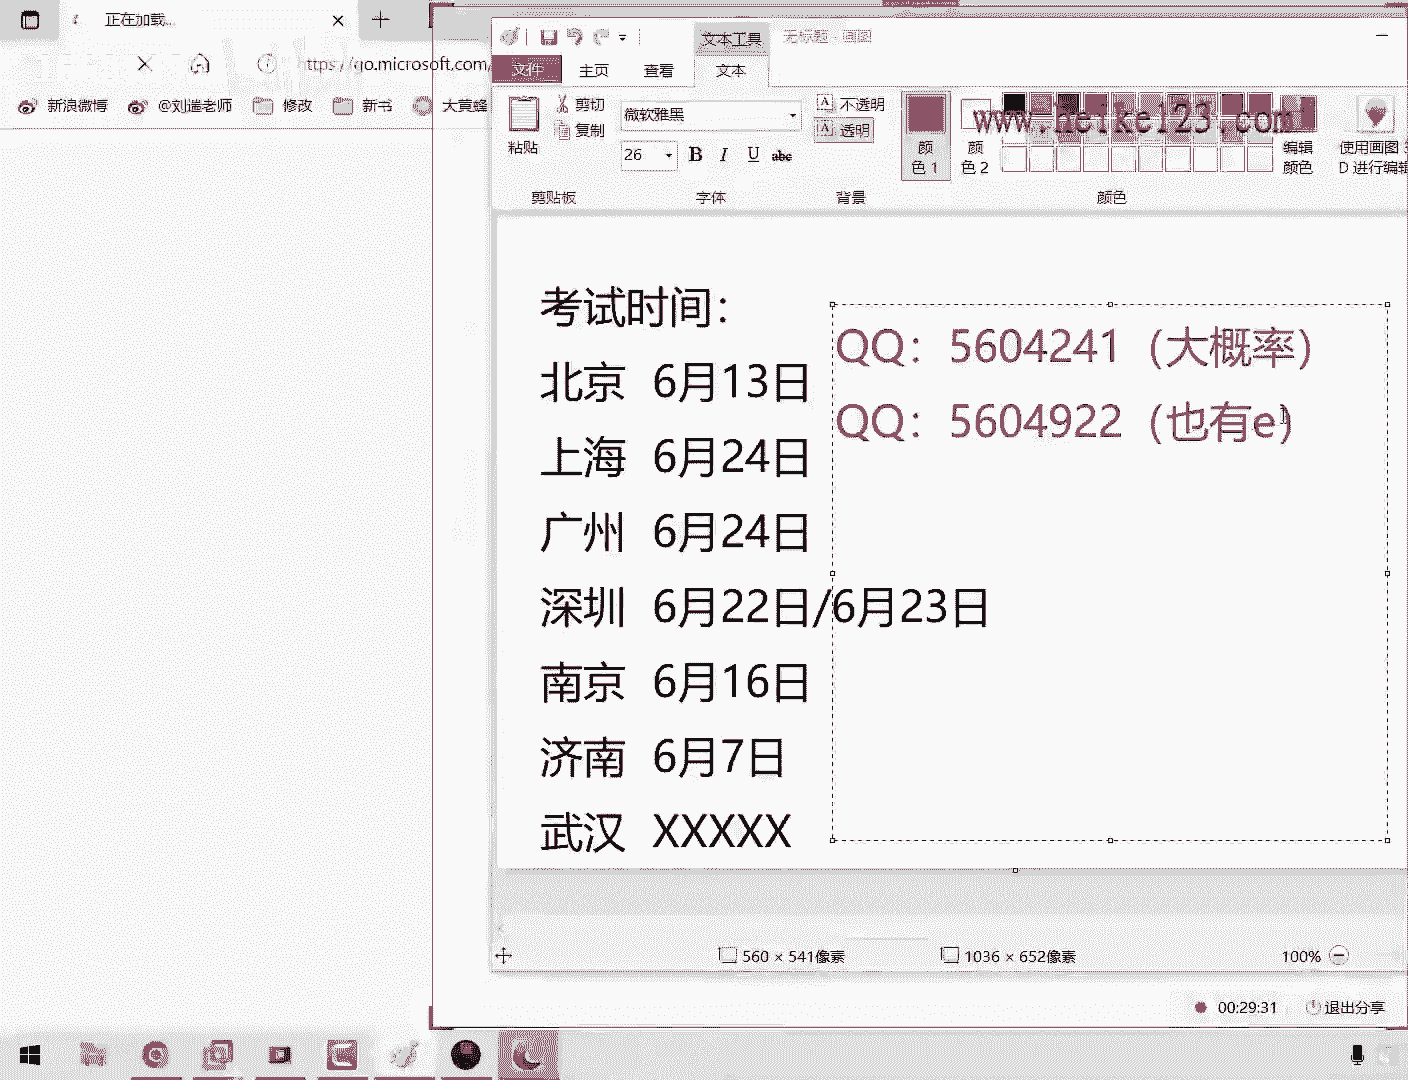 正在加载...
ttps://go.microsoft.com/
新浪微博 @刘湍老师 修改 新书 大黄蜂
文本工具 无标题 - 画图
文件 主页 查看 文本
粘贴 剪切 复制
微软雅黑
26 B I U abc
不透明
透明
颜色 1
颜色 2
编辑颜色
使用画图
D 进行编辑
剪贴板 字体 背景 颜色
www.heike123.com
考试时间：
北京 6月13日
上海 6月24日
广州 6月24日
深圳 6月22日/6月23日
南京 6月16日
济南 6月7日
武汉 XXXXX
QQ：5604241（大概率）
QQ：5604922（也有e）
560 × 541像素 1036 × 652像素 100%
00:29:31 退出分享